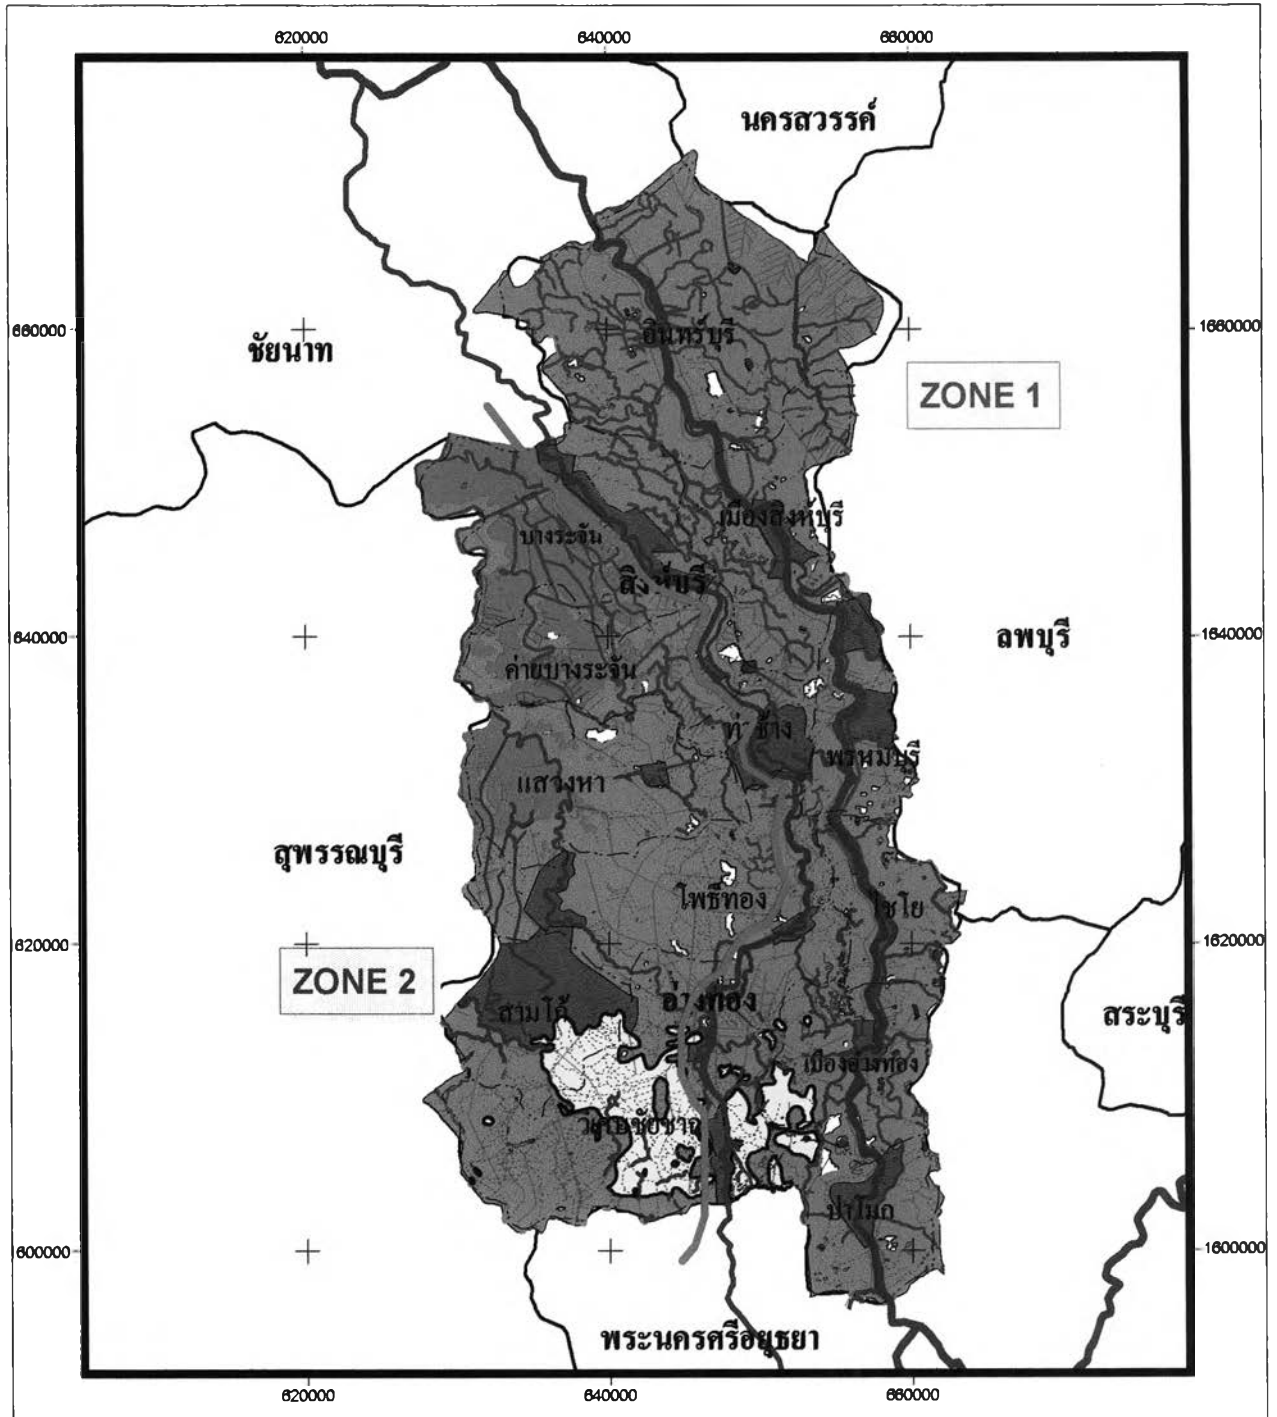 620000 640000 660000
นครสวรรค์
660000 อินทร์บุรี 1660000
ชัยนาท
ZONE 1
เมืองสิงห์บุรี
บางระจัน
สิงห์บุรี
640000 ลพบุรี 1640000
ค่ายบางระจัน
ท่าช้าง
พรหมบุรี
แสวงหา
สุพรรณบุรี
โพธิ์ทอง
ไชโย
620000 1620000
ZONE 2
อ่างทอง
สามโก้
สระบุรี
เมืองอ่างทอง
วิเศษชัยชาญ
ป่าโมก
600000 1600000
พระนครศรีอยุธยา
620000 640000 660000